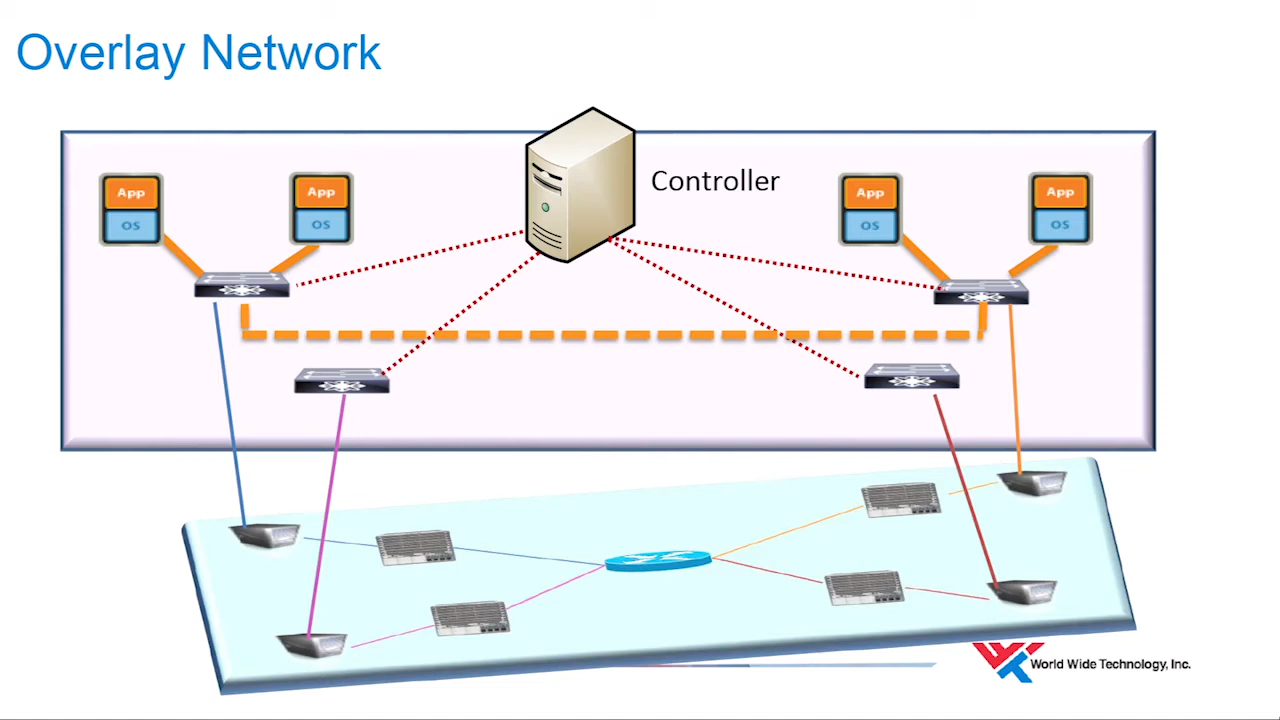 Overlay Network
Controller
App
OS
App
OS
App
OS
App
OS
World Wide Technology, Inc.